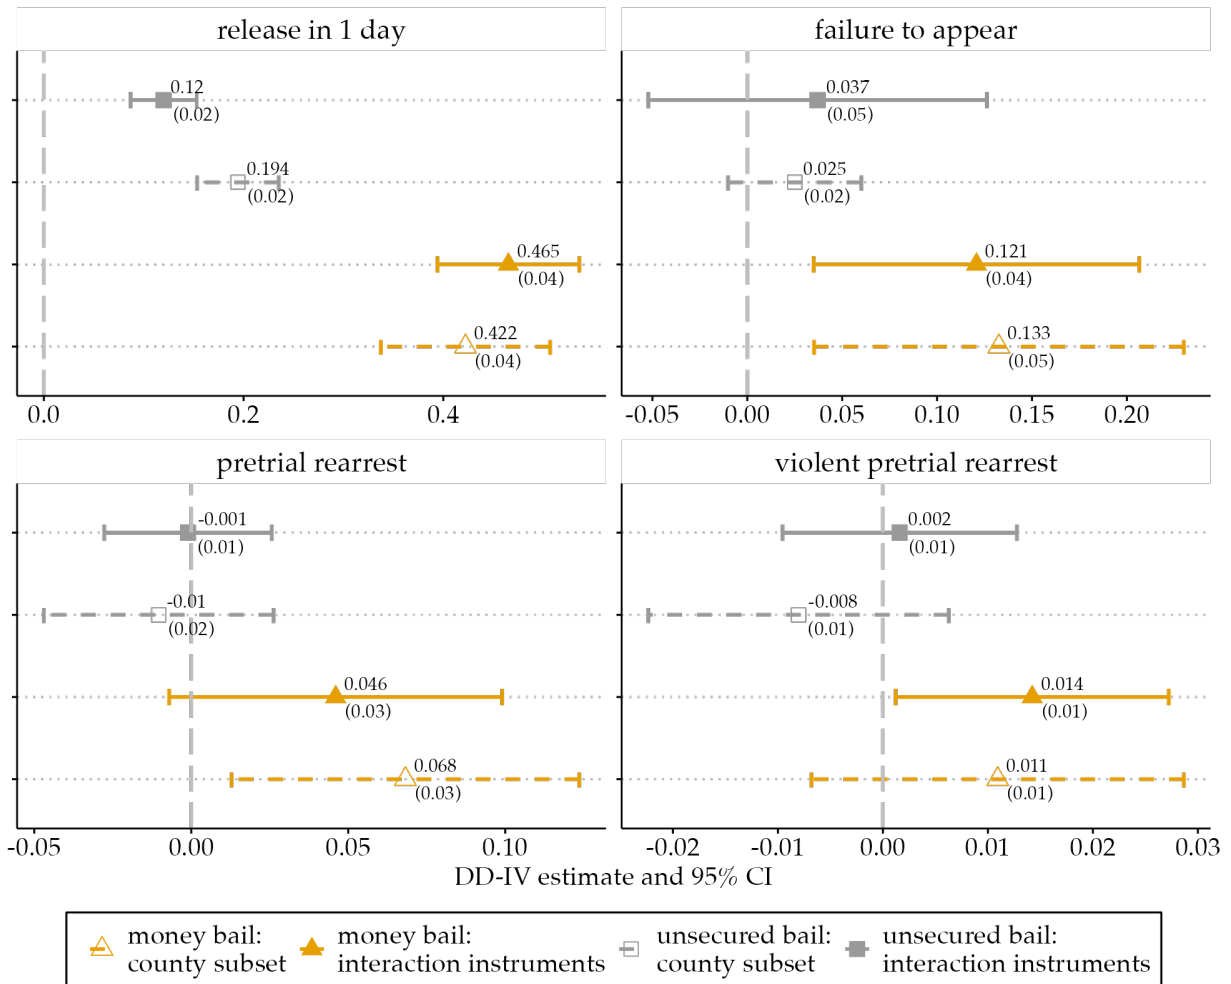 release in 1 day
0.12
(0.02)
0.194
(0.02)
0.465
(0.04)
0.422
(0.04)
0.0 0.2 0.4
failure to appear
0.037
(0.05)
0.025
(0.02)
0.121
(0.04)
0.133
(0.05)
-0.05 0.00 0.05 0.10 0.15 0.20
pretrial rearrest
-0.001
(0.01)
-0.01
(0.02)
0.046
(0.03)
0.068
(0.03)
-0.05 0.00 0.05 0.10
violent pretrial rearrest
0.002
(0.01)
-0.008
(0.01)
0.014
(0.01)
0.011
(0.01)
-0.02 -0.01 0.00 0.01 0.02 0.03
DD-IV estimate and 95% CI
money bail:
county subset
money bail:
interaction instruments
unsecured bail:
county subset
unsecured bail:
interaction instruments